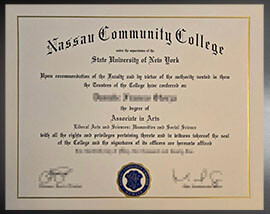 Nassau Community College
under the supervision of the
State University of New York
Upon recommendation of the Faculty and by virtue of the authority vested in them
the Trustees of the College have conferred on
the degree of
Associate in Arts
Liberal Arts and Sciences: Humanities and Social Science
with all the rights and privileges pertaining thereto and in witness thereof the seal
of the College and the signatures of its officers are hereunto affixed